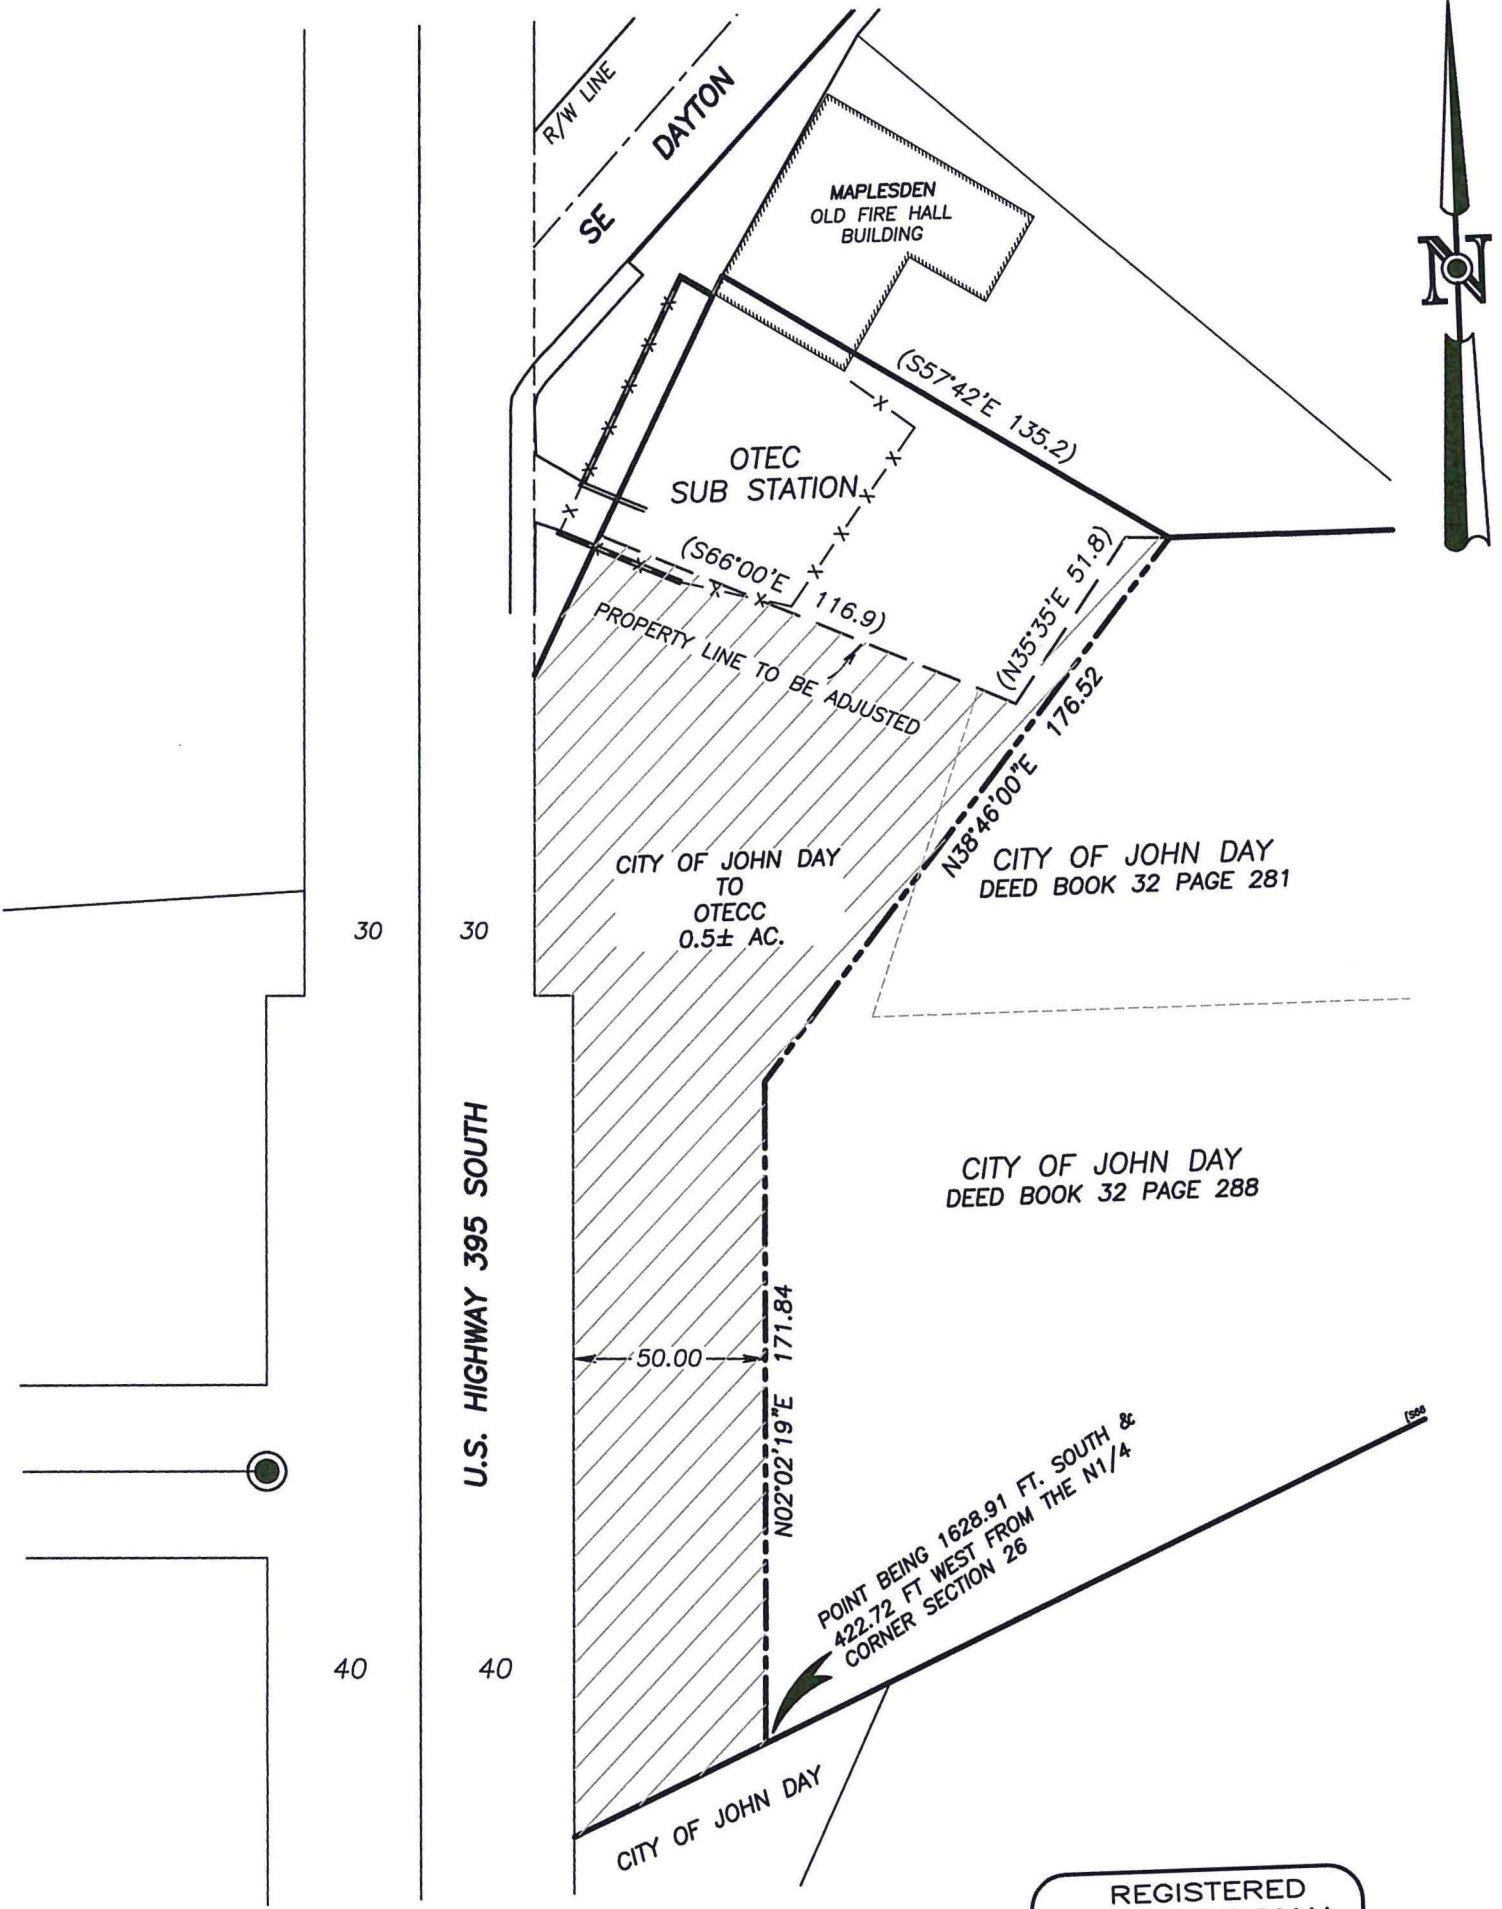 R/W LINE
SE DAYTON
MAPLESDEN
OLD FIRE HALL
BUILDING
N
(S57°42'E 135.2)
OTEC
SUB STATION
(S66°00'E 116.9)
(N35°35'E 51.8)
PROPERTY LINE TO BE ADJUSTED
N38°46'00"E 176.52
CITY OF JOHN DAY
TO
OTECC
0.5± AC.
CITY OF JOHN DAY
DEED BOOK 32 PAGE 281
30
30
U.S. HIGHWAY 395 SOUTH
CITY OF JOHN DAY
DEED BOOK 32 PAGE 288
50.00
N02°02'19"E 171.84
POINT BEING 1628.91 FT. SOUTH &
422.72 FT WEST FROM THE N1/4
CORNER SECTION 26
40
40
CITY OF JOHN DAY
REGISTERED